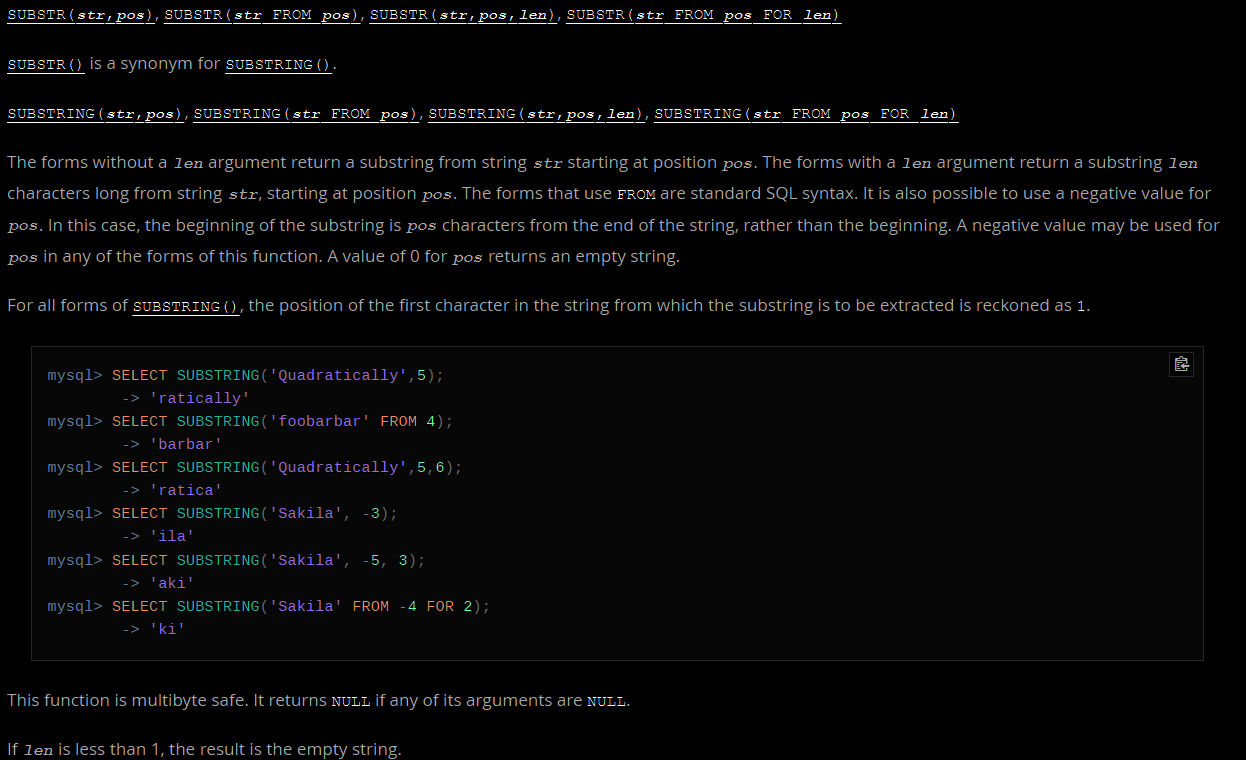 SUBSTR(str,pos), SUBSTR(str FROM pos), SUBSTR(str,pos,len), SUBSTR(str FROM pos FOR len)
SUBSTR() is a synonym for SUBSTRING().
SUBSTRING(str,pos), SUBSTRING(str FROM pos), SUBSTRING(str,pos,len), SUBSTRING(str FROM pos FOR len)
The forms without a len argument return a substring from string str starting at position pos. The forms with a len argument return a substring len
characters long from string str, starting at position pos. The forms that use FROM are standard SQL syntax. It is also possible to use a negative value for
pos. In this case, the beginning of the substring is pos characters from the end of the string, rather than the beginning. A negative value may be used for
pos in any of the forms of this function. A value of 0 for pos returns an empty string.
For all forms of SUBSTRING(), the position of the first character in the string from which the substring is to be extracted is reckoned as 1.
mysql> SELECT SUBSTRING('Quadratically',5);
-> 'ratically'
mysql> SELECT SUBSTRING('foobarbar' FROM 4);
-> 'barbar'
mysql> SELECT SUBSTRING('Quadratically',5,6);
-> 'ratica'
mysql> SELECT SUBSTRING('Sakila', -3);
-> 'ila'
mysql> SELECT SUBSTRING('Sakila', -5, 3);
-> 'aki'
mysql> SELECT SUBSTRING('Sakila' FROM -4 FOR 2);
-> 'ki'
This function is multibyte safe. It returns NULL if any of its arguments are NULL.
If len is less than 1, the result is the empty string.